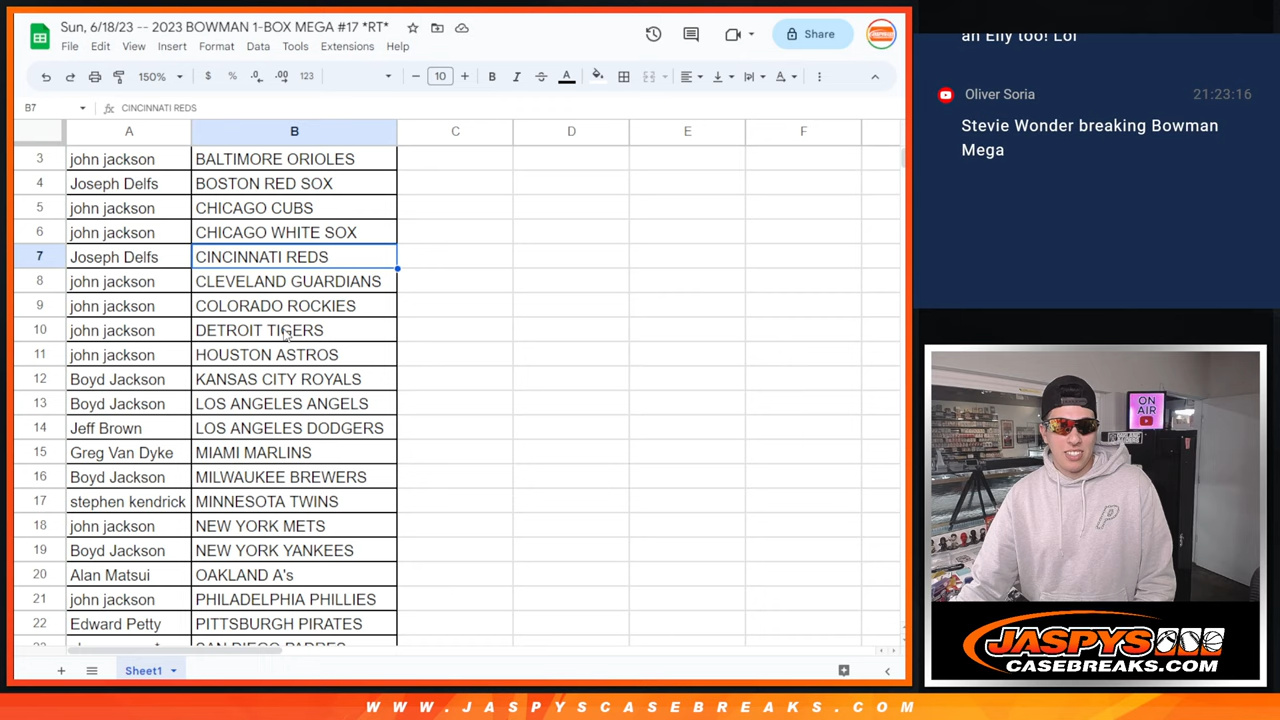 Sun, 6/18/23 -- 2023 BOWMAN 1-BOX MEGA #17 *RT*
File Edit View Insert Format Data Tools Extensions Help
Share
150% $ % .0 .00 123 10 B I A
B7 CINCINNATI REDS
A B C D E F
3 john jackson BALTIMORE ORIOLES
4 Joseph Delfs BOSTON RED SOX
5 john jackson CHICAGO CUBS
6 john jackson CHICAGO WHITE SOX
7 Joseph Delfs CINCINNATI REDS
8 john jackson CLEVELAND GUARDIANS
9 john jackson COLORADO ROCKIES
10 john jackson DETROIT TIGERS
11 john jackson HOUSTON ASTROS
12 Boyd Jackson KANSAS CITY ROYALS
13 Boyd Jackson LOS ANGELES ANGELS
14 Jeff Brown LOS ANGELES DODGERS
15 Greg Van Dyke MIAMI MARLINS
16 Boyd Jackson MILWAUKEE BREWERS
17 stephen kendrick MINNESOTA TWINS
18 john jackson NEW YORK METS
19 Boyd Jackson NEW YORK YANKEES
20 Alan Matsui OAKLAND A's
21 john jackson PHILADELPHIA PHILLIES
22 Edward Petty PITTSBURGH PIRATES
SAN DIEGO PADRES
Sheet1
an Elly too! Lol
Oliver Soria 21:23:16
Stevie Wonder breaking Bowman
Mega
ON
AIR
P
JASPYS
CASEBREAKS.COM
WWW.JASPYSCASEBREAKS.COM